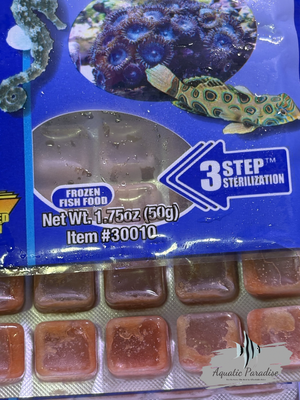 3 STEP™
STERILIZATION
FROZEN
FISH FOOD
Net Wt. 1.75oz (50g)
Item #30010
Aquatic Paradise